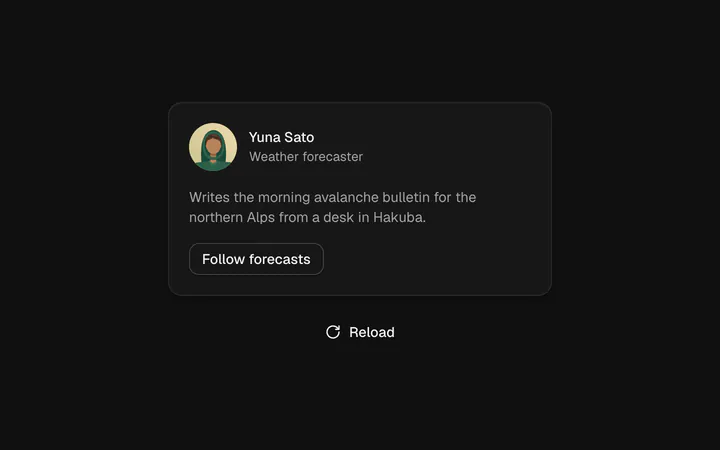 Yuna Sato
Weather forecaster
Writes the morning avalanche bulletin for the
northern Alps from a desk in Hakuba.
Follow forecasts
Reload